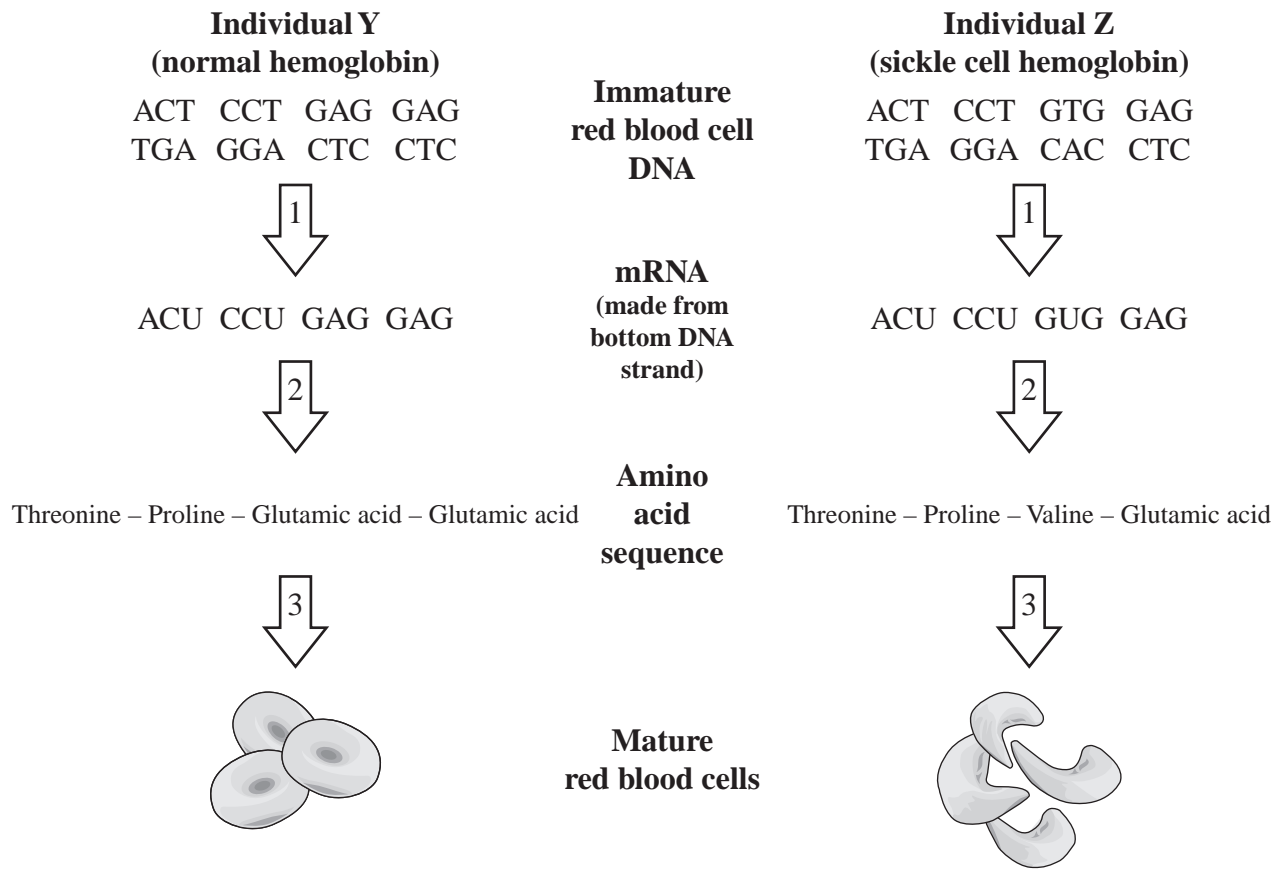 Individual Y
(normal hemoglobin)
ACT CCT GAG GAG
TGA GGA CTC CTC
1
ACU CCU GAG GAG
2
Threonine – Proline – Glutamic acid – Glutamic acid
3
Immature
red blood cell
DNA
mRNA
(made from
bottom DNA
strand)
Amino
acid
sequence
Mature
red blood cells
Individual Z
(sickle cell hemoglobin)
ACT CCT GTG GAG
TGA GGA CAC CTC
1
ACU CCU GUG GAG
2
Threonine – Proline – Valine – Glutamic acid
3